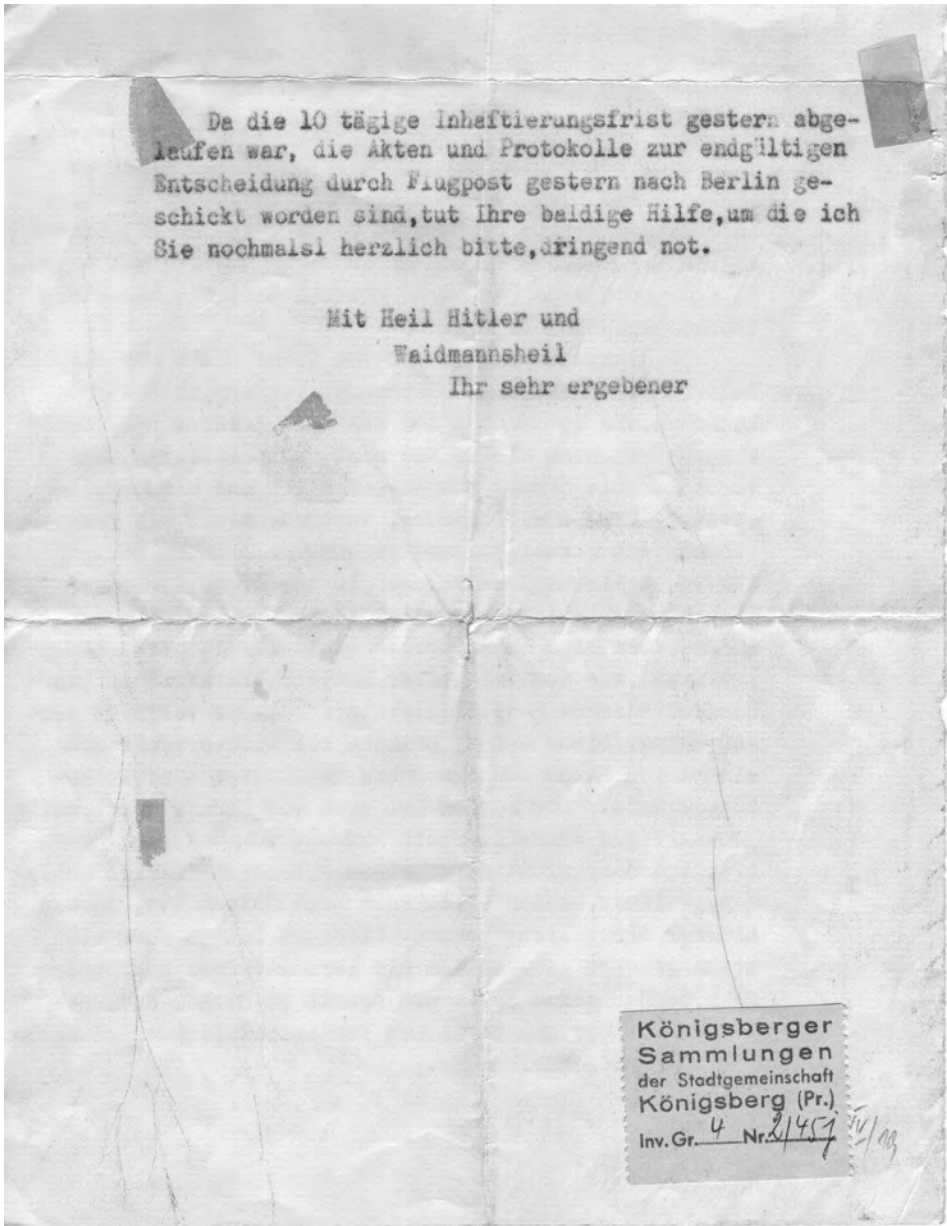 Da die 10 tägige Inhaftierungsfrist gestern abge-
laufen war, die Akten und Protokolle zur endgültigen
Entscheidung durch Flugpost gestern nach Berlin ge-
schickt worden sind,tut Ihre baldige Hilfe,um die ich
Sie nochmalsl herzlich bitte,dringend not.
Mit Heil Hitler und
Waidmannsheil
Ihr sehr ergebener
Königsberger
Sammlungen
der Stadtgemeinschaft
Königsberg (Pr.)
Inv. Gr. 4 Nr. 2/45j